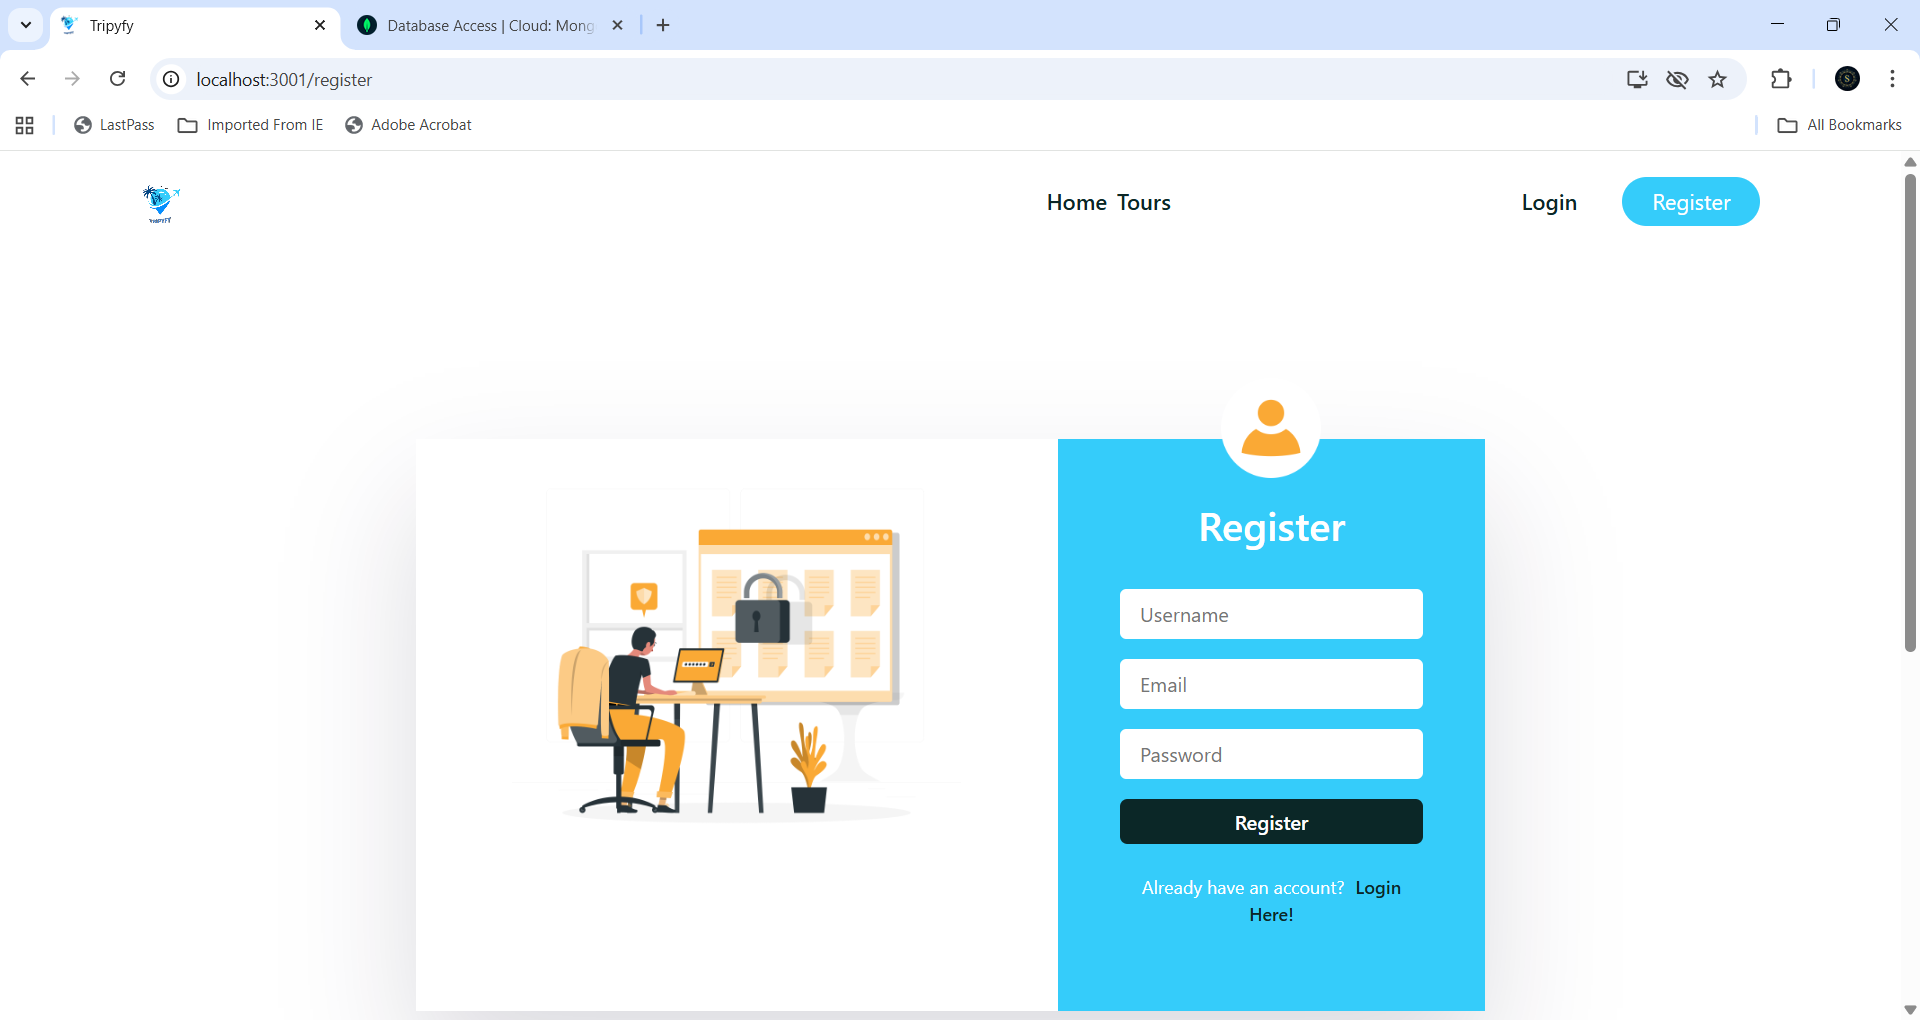 Tripyfy
Database Access | Cloud: Mong
localhost:3001/register
LastPass
Imported From IE
Adobe Acrobat
All Bookmarks
TRIPYFY
Home Tours
Login
Register
Register
Username
Email
Password
Register
Already have an account? Login
Here!